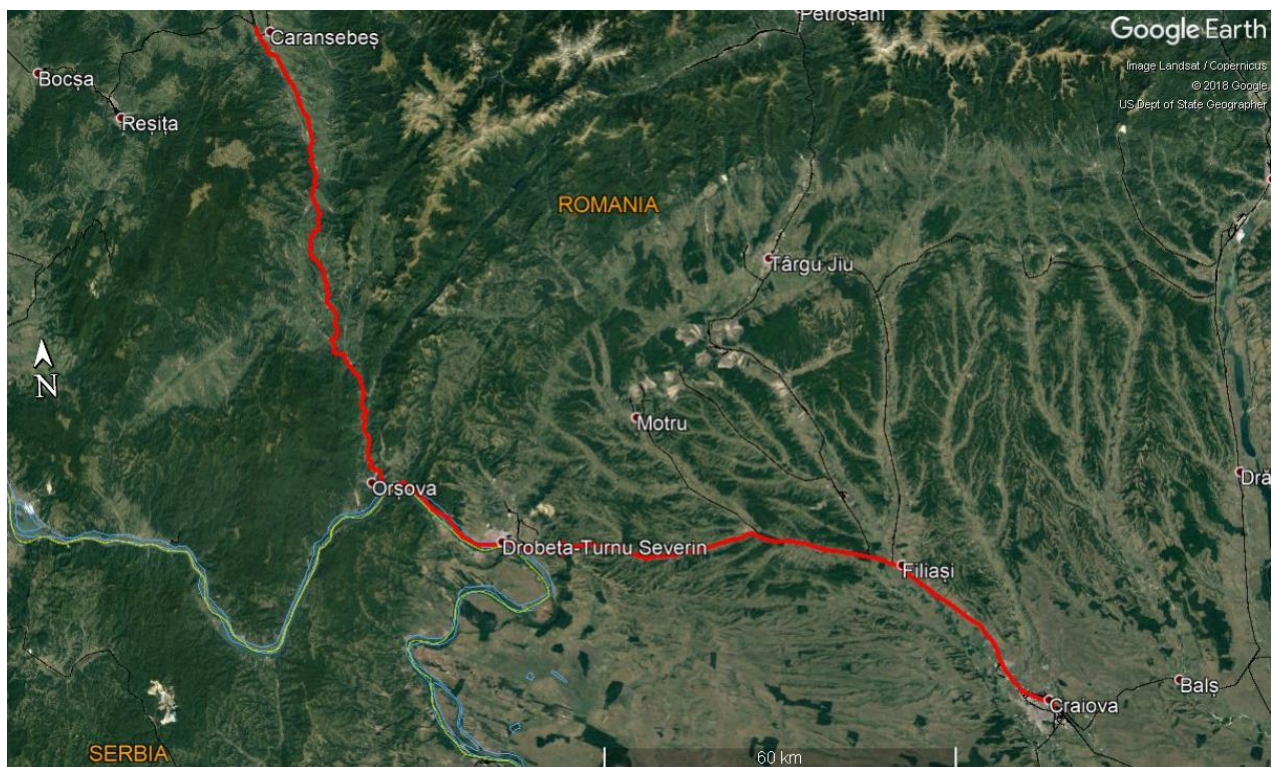 Petroșani
Google Earth
Caransebeș
Image Landsat / Copernicus
Bocșa
© 2018 Google
US Dept of State Geographer
Reșița
ROMANIA
Târgu Jiu
N
Motru
Dră
Orșova
Drobeta-Turnu Severin
Filiași
Balș
Craiova
SERBIA
60 km